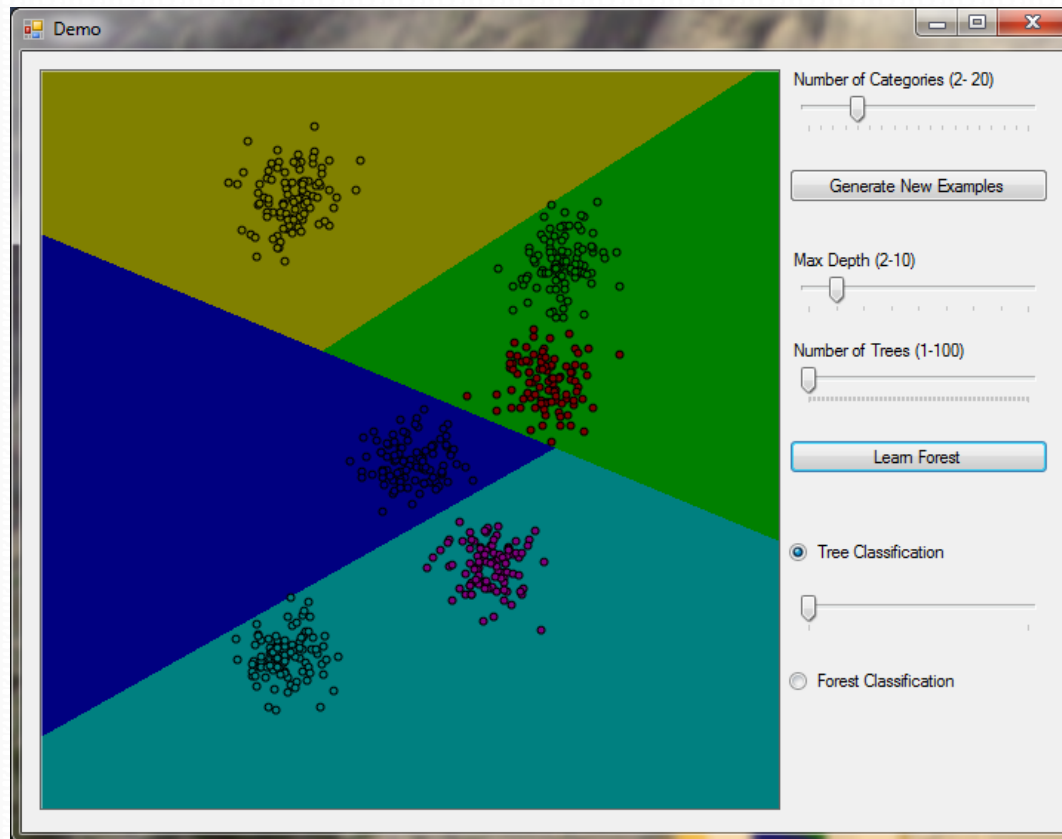 Demo
Number of Categories (2- 20)
Generate New Examples
Max Depth (2-10)
Number of Trees (1-100)
Learn Forest
Tree Classification
Forest Classification